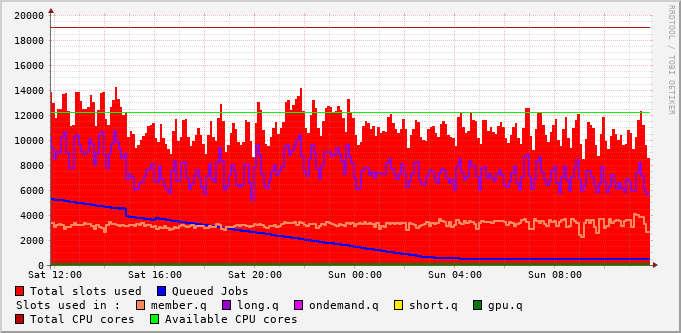 20000
18000
16000
14000
12000
10000
8000
6000
4000
2000
0
Sat 12:00 Sat 16:00 Sat 20:00 Sun 00:00 Sun 04:00 Sun 08:00
Total slots used Queued Jobs
Slots used in : member.q long.q ondemand.q short.q gpu.q
Total CPU cores Available CPU cores
RRDTOOL / TOBI OETIKER